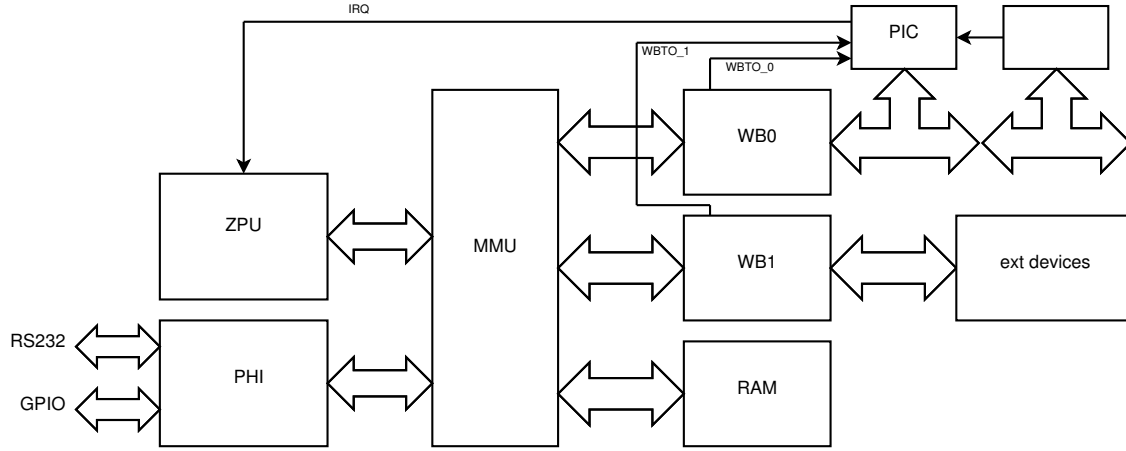 IRQ
PIC
WBTO_1
WBTO_0
WB0
ZPU
MMU
WB1
ext devices
RS232
PHI
GPIO
RAM